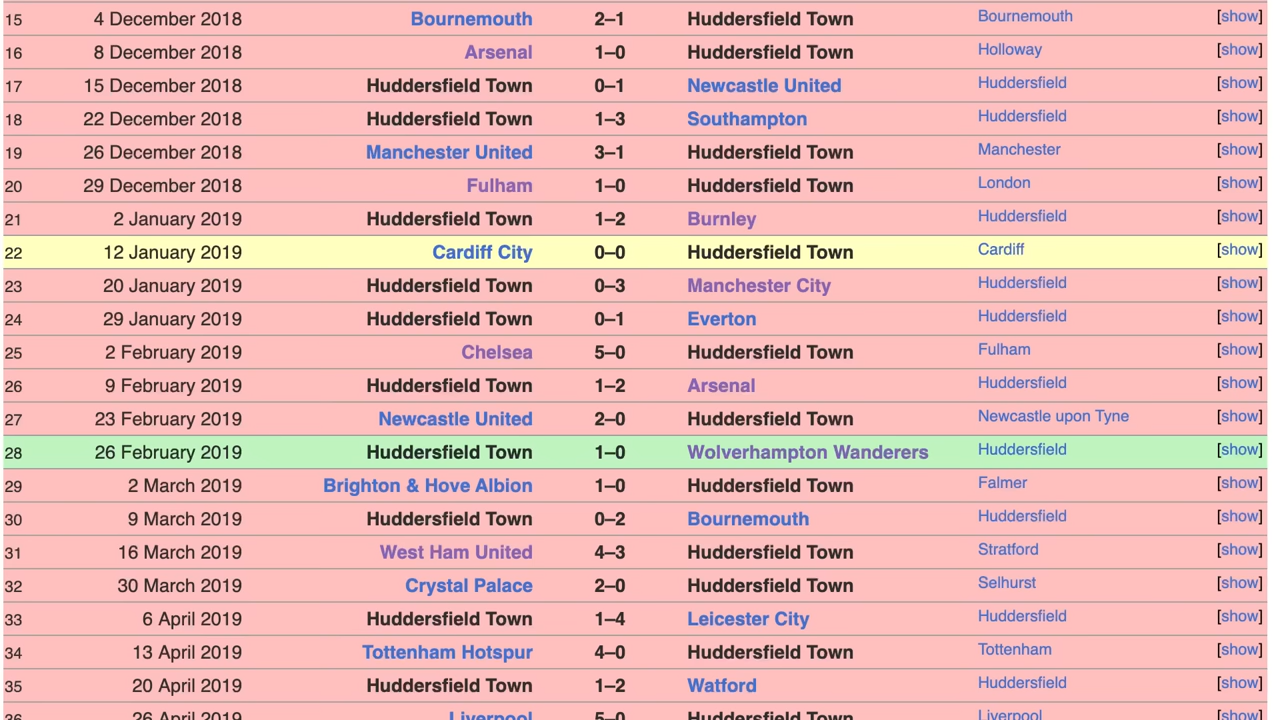 15 4 December 2018 Bournemouth 2–1 Huddersfield Town Bournemouth [show]
16 8 December 2018 Arsenal 1–0 Huddersfield Town Holloway [show]
17 15 December 2018 Huddersfield Town 0–1 Newcastle United Huddersfield [show]
18 22 December 2018 Huddersfield Town 1–3 Southampton Huddersfield [show]
19 26 December 2018 Manchester United 3–1 Huddersfield Town Manchester [show]
20 29 December 2018 Fulham 1–0 Huddersfield Town London [show]
21 2 January 2019 Huddersfield Town 1–2 Burnley Huddersfield [show]
22 12 January 2019 Cardiff City 0–0 Huddersfield Town Cardiff [show]
23 20 January 2019 Huddersfield Town 0–3 Manchester City Huddersfield [show]
24 29 January 2019 Huddersfield Town 0–1 Everton Huddersfield [show]
25 2 February 2019 Chelsea 5–0 Huddersfield Town Fulham [show]
26 9 February 2019 Huddersfield Town 1–2 Arsenal Huddersfield [show]
27 23 February 2019 Newcastle United 2–0 Huddersfield Town Newcastle upon Tyne [show]
28 26 February 2019 Huddersfield Town 1–0 Wolverhampton Wanderers Huddersfield [show]
29 2 March 2019 Brighton & Hove Albion 1–0 Huddersfield Town Falmer [show]
30 9 March 2019 Huddersfield Town 0–2 Bournemouth Huddersfield [show]
31 16 March 2019 West Ham United 4–3 Huddersfield Town Stratford [show]
32 30 March 2019 Crystal Palace 2–0 Huddersfield Town Selhurst [show]
33 6 April 2019 Huddersfield Town 1–4 Leicester City Huddersfield [show]
34 13 April 2019 Tottenham Hotspur 4–0 Huddersfield Town Tottenham [show]
35 20 April 2019 Huddersfield Town 1–2 Watford Huddersfield [show]
36 26 April 2019 Liverpool 5–0 Huddersfield Town Liverpool [show]